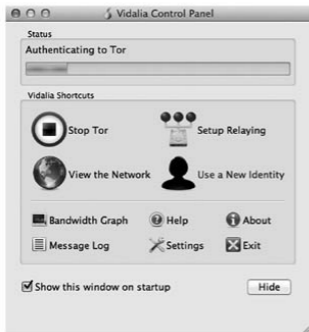 Vidalia Control Panel
Status
Authenticating to Tor
Vidalia Shortcuts
Stop Tor
Setup Relaying
View the Network
Use a New Identity
Bandwidth Graph
Help
About
Message Log
Settings
Exit
Show this window on startup
Hide